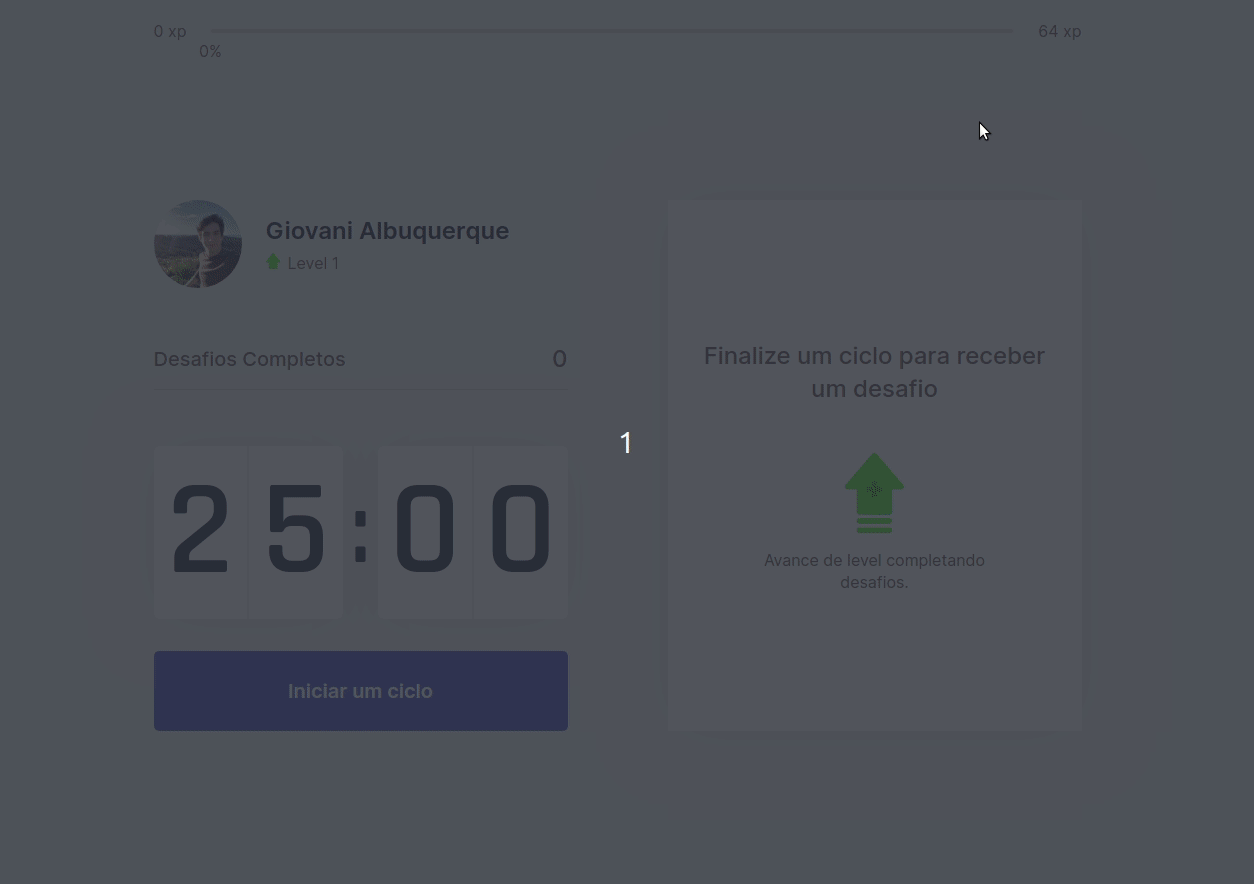 0 xp
64 xp
0%
Giovani Albuquerque
Level 1
Desafios Completos
0
25:00
Iniciar um ciclo
1
Finalize um ciclo para receber
um desafio
Avance de level completando
desafios.